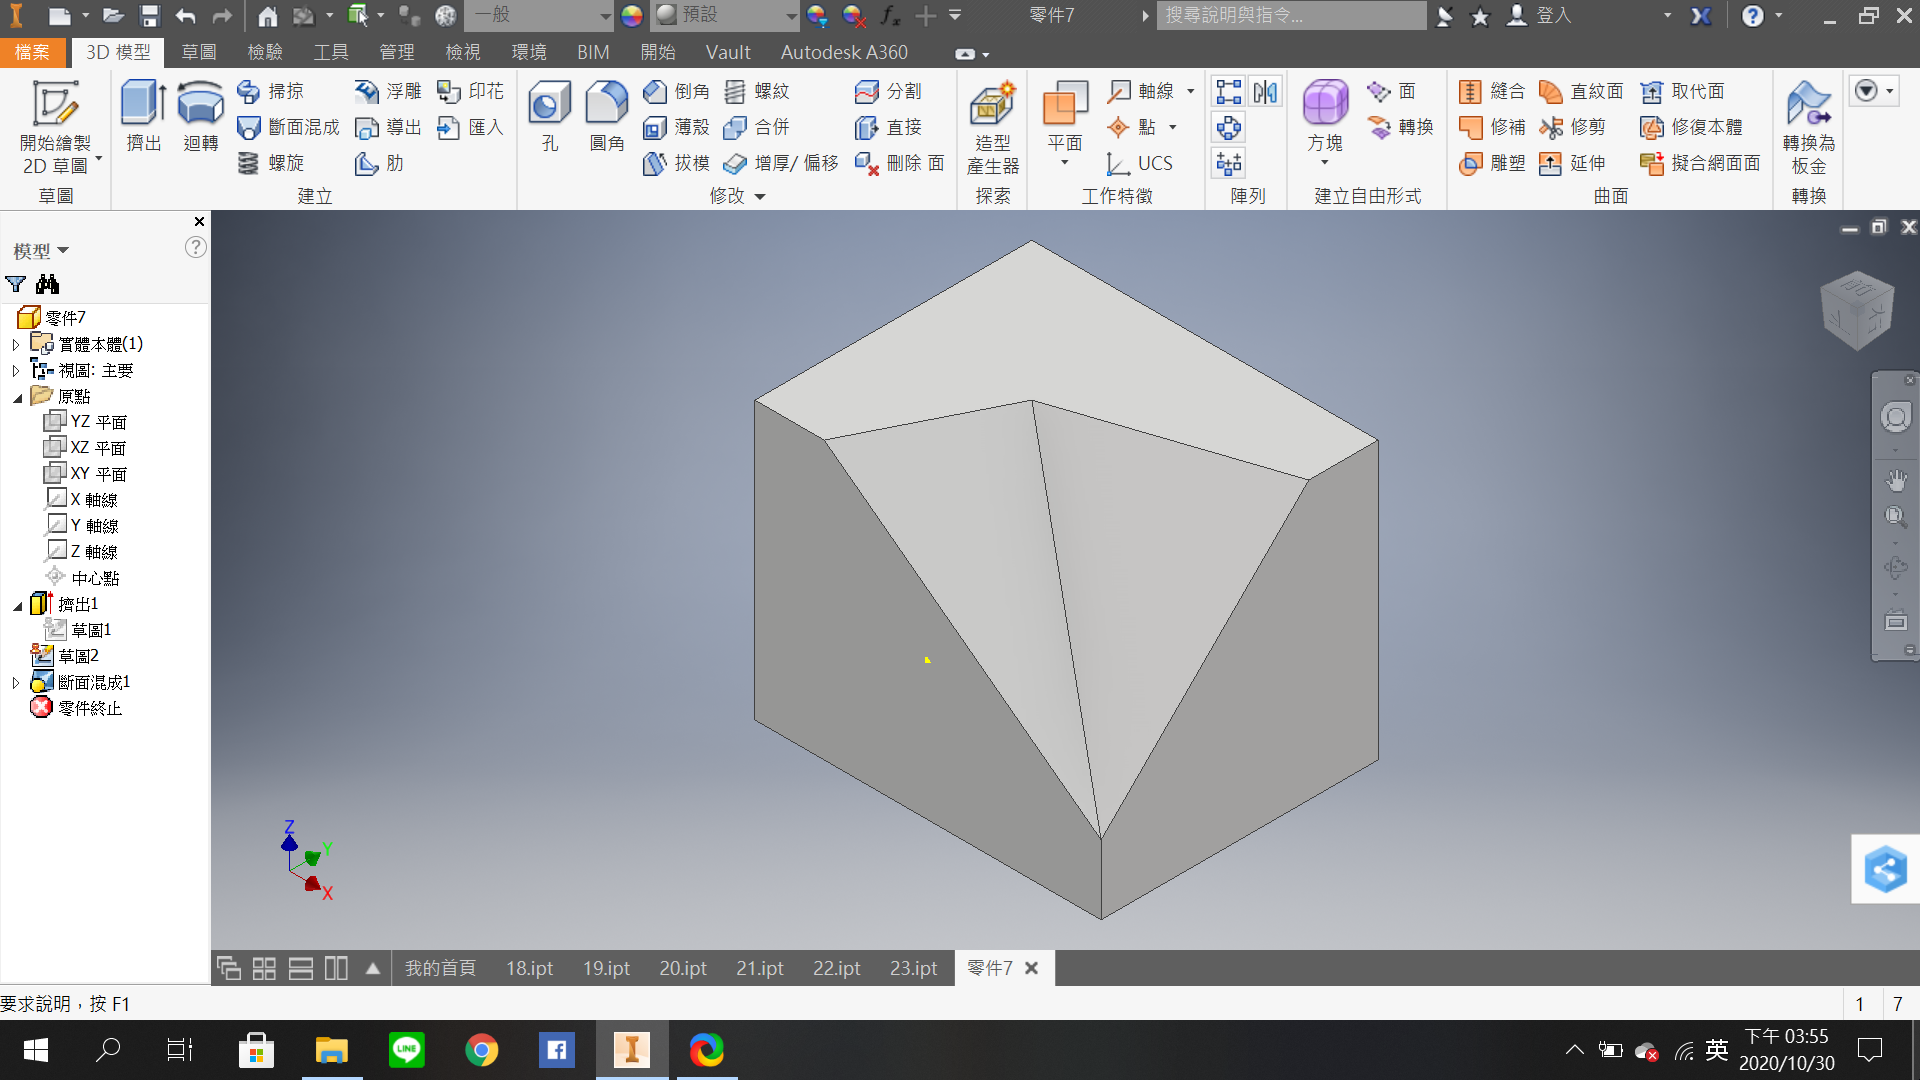 一般
預設
fx
零件7
搜尋說明與指令...
登入
檔案
3D 模型
草圖
檢驗
工具
管理
檢視
環境
BIM
開始
Vault
Autodesk A360
開始繪製
2D 草圖
草圖
擠出
迴轉
掃掠
斷面混成
螺旋
浮雕
導出
肋
印花
匯入
建立
孔
圓角
倒角
薄殼
拔模
螺紋
合併
增厚/ 偏移
分割
直接
刪除 面
修改
造型
產生器
探索
平面
軸線
點
UCS
工作特徵
陣列
方塊
面
轉換
建立自由形式
縫合
修補
雕塑
直紋面
修剪
延伸
取代面
修復本體
擬合網面面
曲面
轉換為
板金
轉換
模型
零件7
實體本體(1)
視圖: 主要
原點
YZ 平面
XZ 平面
XY 平面
X 軸線
Y 軸線
Z 軸線
中心點
擠出1
草圖1
草圖2
斷面混成1
零件終止
Z
Y
X
我的首頁
18.ipt
19.ipt
20.ipt
21.ipt
22.ipt
23.ipt
零件7
要求說明，按 F1
1
7
LINE
英
下午 03:55
2020/10/30